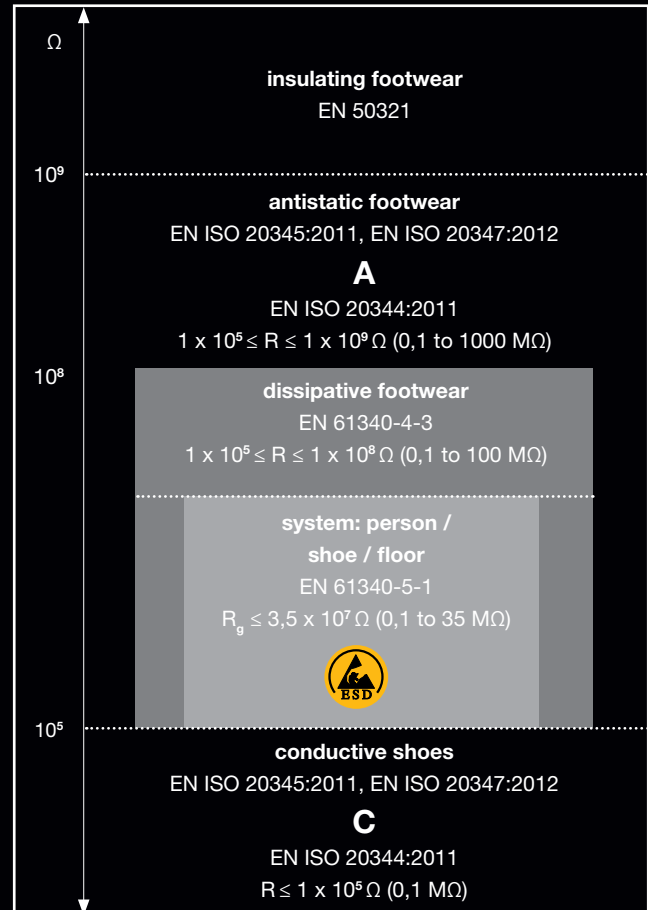 Ω
insulating footwear
EN 50321
10⁹
antistatic footwear
EN ISO 20345:2011, EN ISO 20347:2012
A
EN ISO 20344:2011
1 x 10⁵ ≤ R ≤ 1 x 10⁹ Ω (0,1 to 1000 MΩ)
10⁸
dissipative footwear
EN 61340-4-3
1 x 10⁵ ≤ R ≤ 1 x 10⁸ Ω (0,1 to 100 MΩ)
system: person /
shoe / floor
EN 61340-5-1
R_g ≤ 3,5 x 10⁷ Ω (0,1 to 35 MΩ)
ESD
10⁵
conductive shoes
EN ISO 20345:2011, EN ISO 20347:2012
C
EN ISO 20344:2011
R ≤ 1 x 10⁵ Ω (0,1 MΩ)